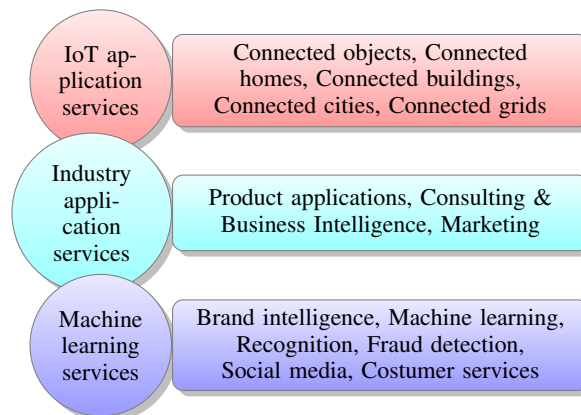 IoT ap-
plication
services
Connected objects, Connected
homes, Connected buildings,
Connected cities, Connected grids
Industry
appli-
cation
services
Product applications, Consulting &
Business Intelligence, Marketing
Machine
learning
services
Brand intelligence, Machine learning,
Recognition, Fraud detection,
Social media, Costumer services